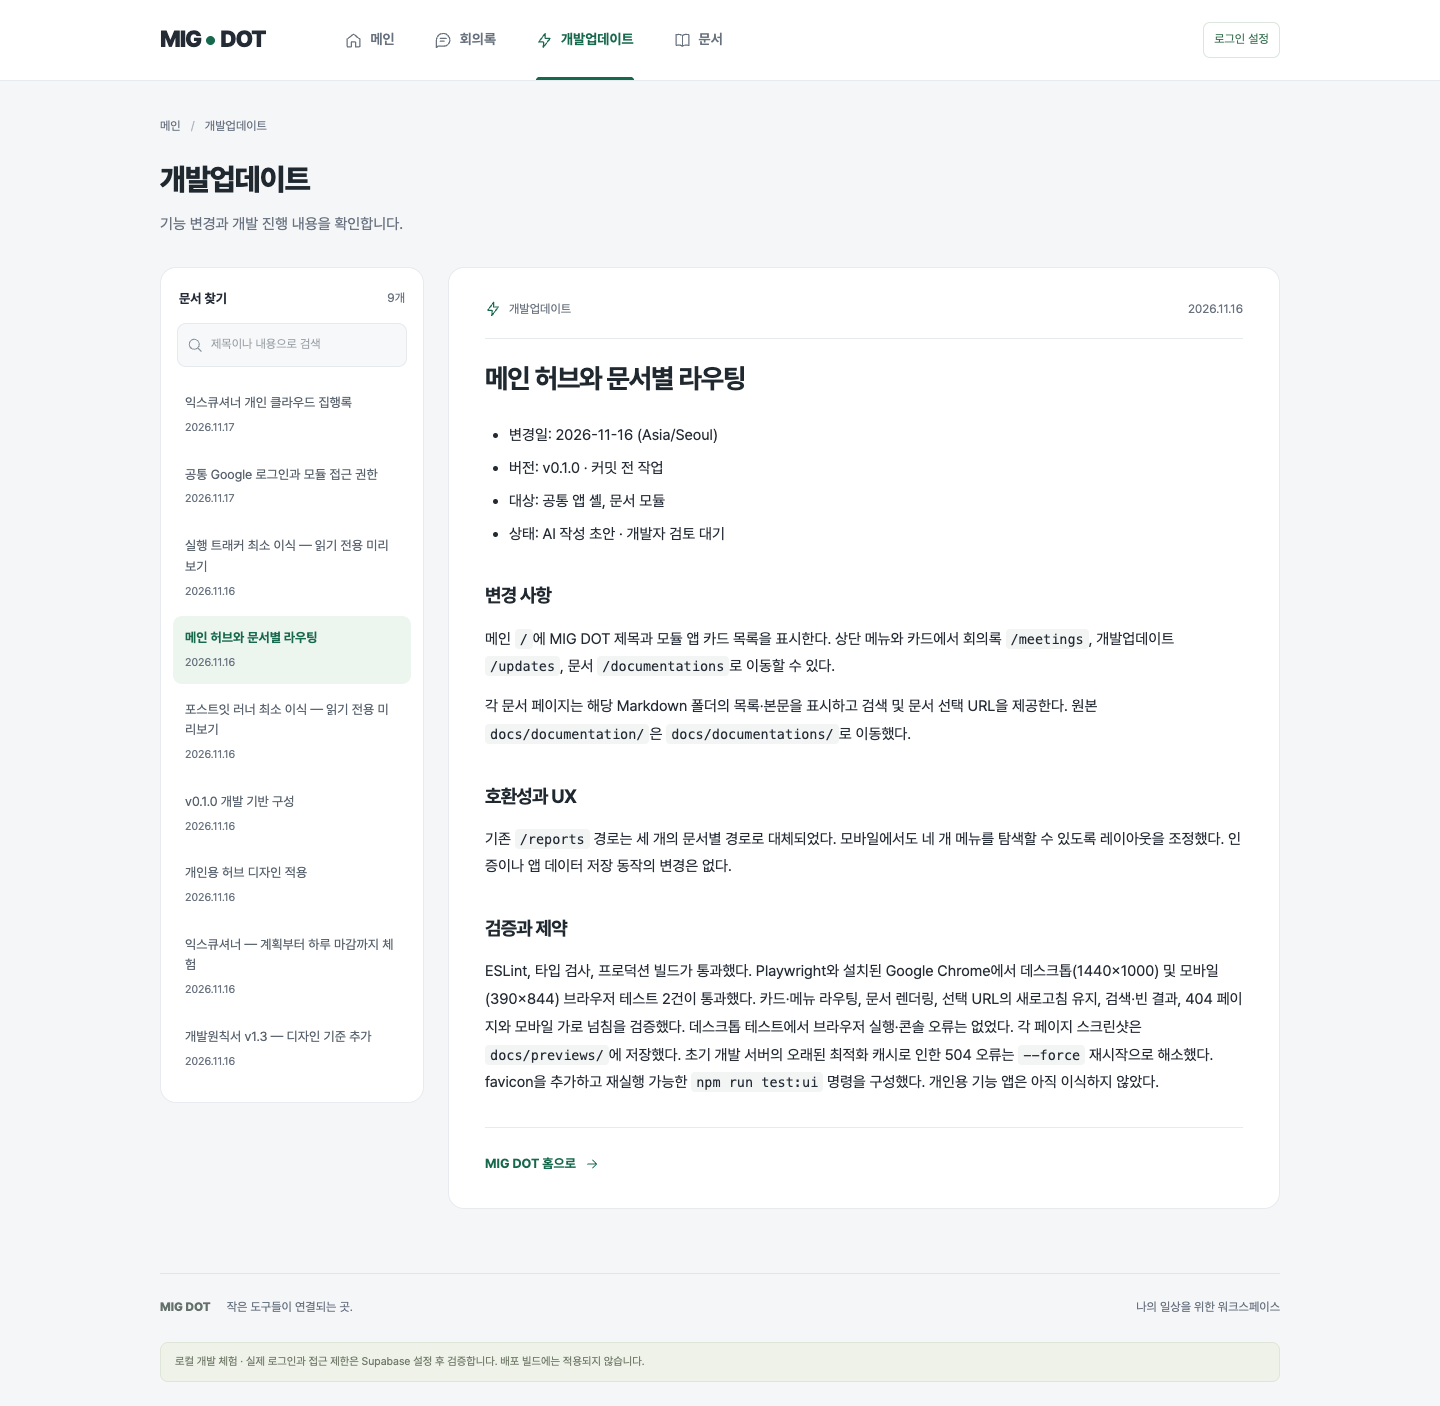 MIG DOT
메인
회의록
개발업데이트
문서
로그인 설정
메인 / 개발업데이트
개발업데이트
기능 변경과 개발 진행 내용을 확인합니다.
문서 찾기
9개
제목이나 내용으로 검색
익스큐셔너 개인 클라우드 집행록
2026.11.17
공통 Google 로그인과 모듈 접근 권한
2026.11.17
실행 트래커 최소 이식 — 읽기 전용 미리
보기
2026.11.16
메인 허브와 문서별 라우팅
2026.11.16
포스트잇 러너 최소 이식 — 읽기 전용 미
리보기
2026.11.16
v0.1.0 개발 기반 구성
2026.11.16
개인용 허브 디자인 적용
2026.11.16
익스큐셔너 — 계획부터 하루 마감까지 체
험
2026.11.16
개발원칙서 v1.3 — 디자인 기준 추가
2026.11.16
개발업데이트
2026.11.16
메인 허브와 문서별 라우팅
• 변경일: 2026-11-16 (Asia/Seoul)
• 버전: v0.1.0 · 커밋 전 작업
• 대상: 공통 앱 셸, 문서 모듈
• 상태: AI 작성 초안 · 개발자 검토 대기
변경 사항
메인 / 에 MIG DOT 제목과 모듈 앱 카드 목록을 표시한다. 상단 메뉴와 카드에서 회의록 /meetings , 개발업데이트
/updates , 문서 /documentations 로 이동할 수 있다.
각 문서 페이지는 해당 Markdown 폴더의 목록·본문을 표시하고 검색 및 문서 선택 URL을 제공한다. 원본
docs/documentation/ 은 docs/documentations/ 로 이동했다.
호환성과 UX
기존 /reports 경로는 세 개의 문서별 경로로 대체되었다. 모바일에서도 네 개 메뉴를 탐색할 수 있도록 레이아웃을 조정했다. 인
증이나 앱 데이터 저장 동작의 변경은 없다.
검증과 제약
ESLint, 타입 검사, 프로덕션 빌드가 통과했다. Playwright와 설치된 Google Chrome에서 데스크톱(1440×1000) 및 모바일
(390×844) 브라우저 테스트 2건이 통과했다. 카드·메뉴 라우팅, 문서 렌더링, 선택 URL의 새로고침 유지, 검색·빈 결과, 404 페이
지와 모바일 가로 넘침을 검증했다. 데스크톱 테스트에서 브라우저 실행·콘솔 오류는 없었다. 각 페이지 스크린샷은
docs/previews/ 에 저장했다. 초기 개발 서버의 오래된 최적화 캐시로 인한 504 오류는 --force 재시작으로 해소했다.
favicon을 추가하고 재실행 가능한 npm run test:ui 명령을 구성했다. 개인용 기능 앱은 아직 이식하지 않았다.
MIG DOT 홈으로 →
MIG DOT 작은 도구들이 연결되는 곳.
나의 일상을 위한 워크스페이스
로컬 개발 체험 · 실제 로그인과 접근 제한은 Supabase 설정 후 검증합니다. 배포 빌드에는 적용되지 않습니다.